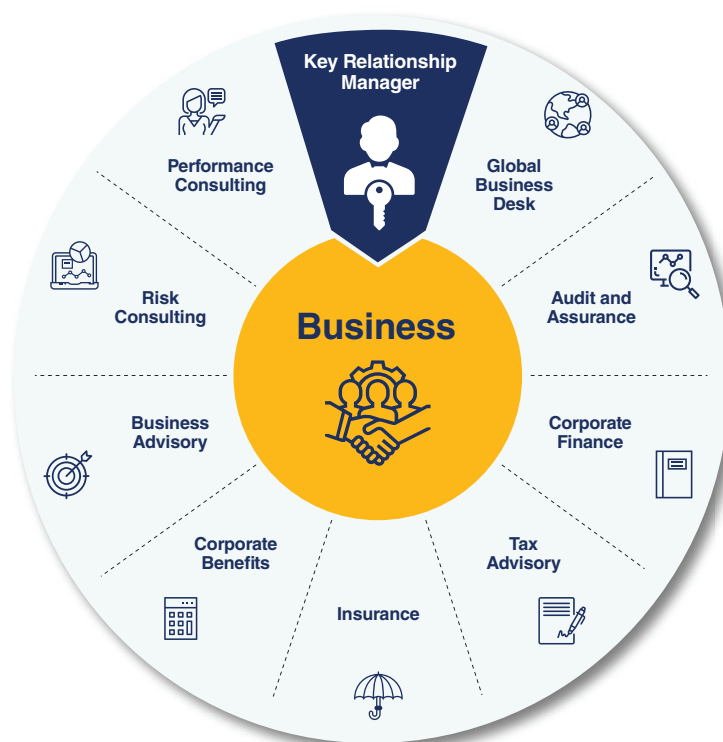 Key Relationship
Manager
Global
Business
Desk
Audit and
Assurance
Corporate
Finance
Tax
Advisory
Insurance
Corporate
Benefits
Business
Advisory
Risk
Consulting
Performance
Consulting
Business